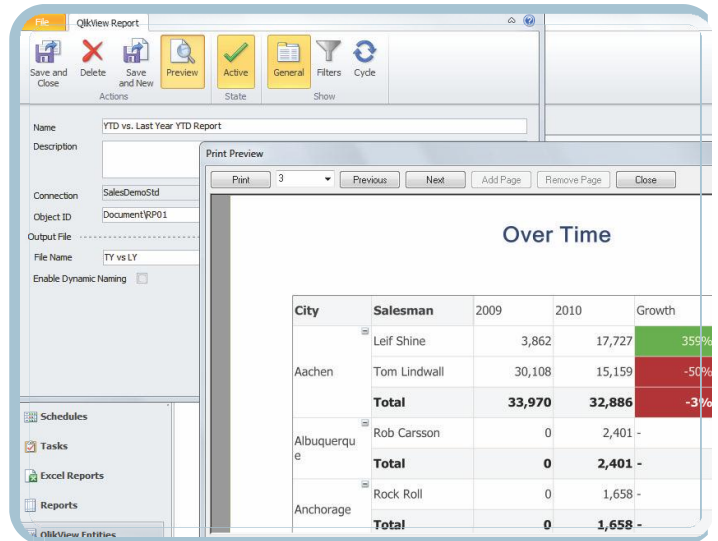 File QlikView Report
Save and Close Delete Save and New Preview Active General Filters Cycle
Actions State Show
Name YTD vs. Last Year YTD Report
Description
Connection SalesDemoStd
Object ID Document\RP01
Output File
File Name TY vs LY
Enable Dynamic Naming
Schedules
Tasks
Excel Reports
Reports
QlikView Entities
Print Preview
Print 3 Previous Next Add Page Remove Page Close
Over Time
City Salesman 2009 2010 Growth
Aachen
Leif Shine 3,862 17,727 359%
Tom Lindwall 30,108 15,159 -50%
Total 33,970 32,886 -3%
Albuquerqu
e
Rob Carsson 0 2,401 -
Total 0 2,401 -
Anchorage
Rock Roll 0 1,658 -
Total 0 1,658 -